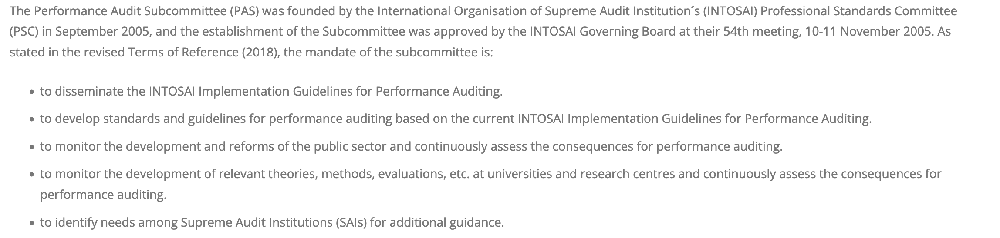 The Performance Audit Subcommittee (PAS) was founded by the International Organisation of Supreme Audit Institution´s (INTOSAI) Professional Standards Committee
(PSC) in September 2005, and the establishment of the Subcommittee was approved by the INTOSAI Governing Board at their 54th meeting, 10-11 November 2005. As
stated in the revised Terms of Reference (2018), the mandate of the subcommittee is:
• to disseminate the INTOSAI Implementation Guidelines for Performance Auditing.
• to develop standards and guidelines for performance auditing based on the current INTOSAI Implementation Guidelines for Performance Auditing.
• to monitor the development and reforms of the public sector and continuously assess the consequences for performance auditing.
• to monitor the development of relevant theories, methods, evaluations, etc. at universities and research centres and continuously assess the consequences for
performance auditing.
• to identify needs among Supreme Audit Institutions (SAIs) for additional guidance.